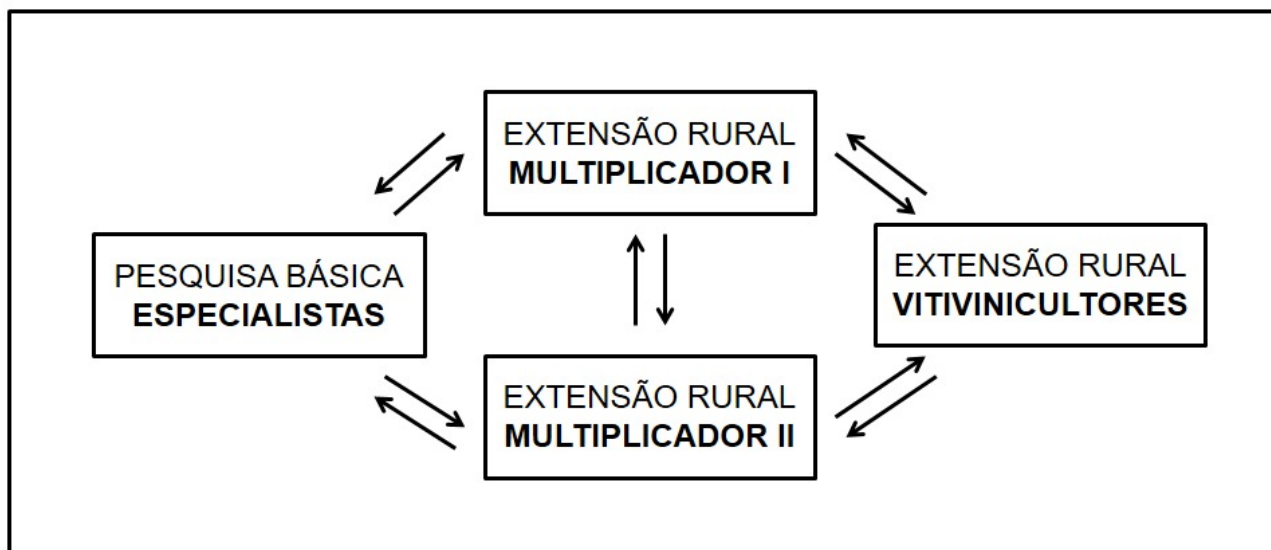 EXTENSÃO RURAL
MULTIPLICADOR I
PESQUISA BÁSICA
ESPECIALISTAS
EXTENSÃO RURAL
VITIVINICULTORES
EXTENSÃO RURAL
MULTIPLICADOR II